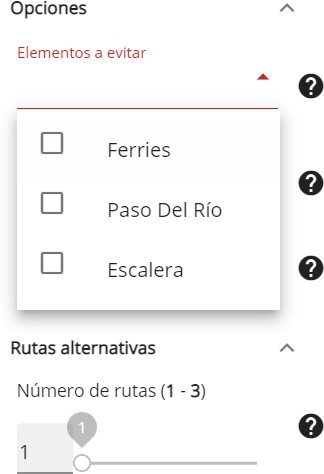 Opciones
Elementos a evitar
Ferries
Paso Del Río
Escalera
Rutas alternativas
Número de rutas (1 - 3)
1
1